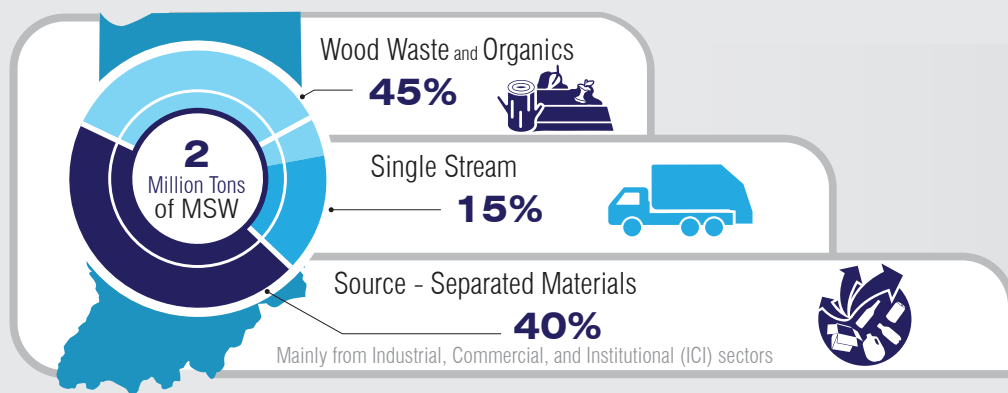 Wood Waste and Organics
45%
2
Million Tons
of MSW
Single Stream
15%
Source - Separated Materials
40%
Mainly from Industrial, Commercial, and Institutional (ICI) sectors